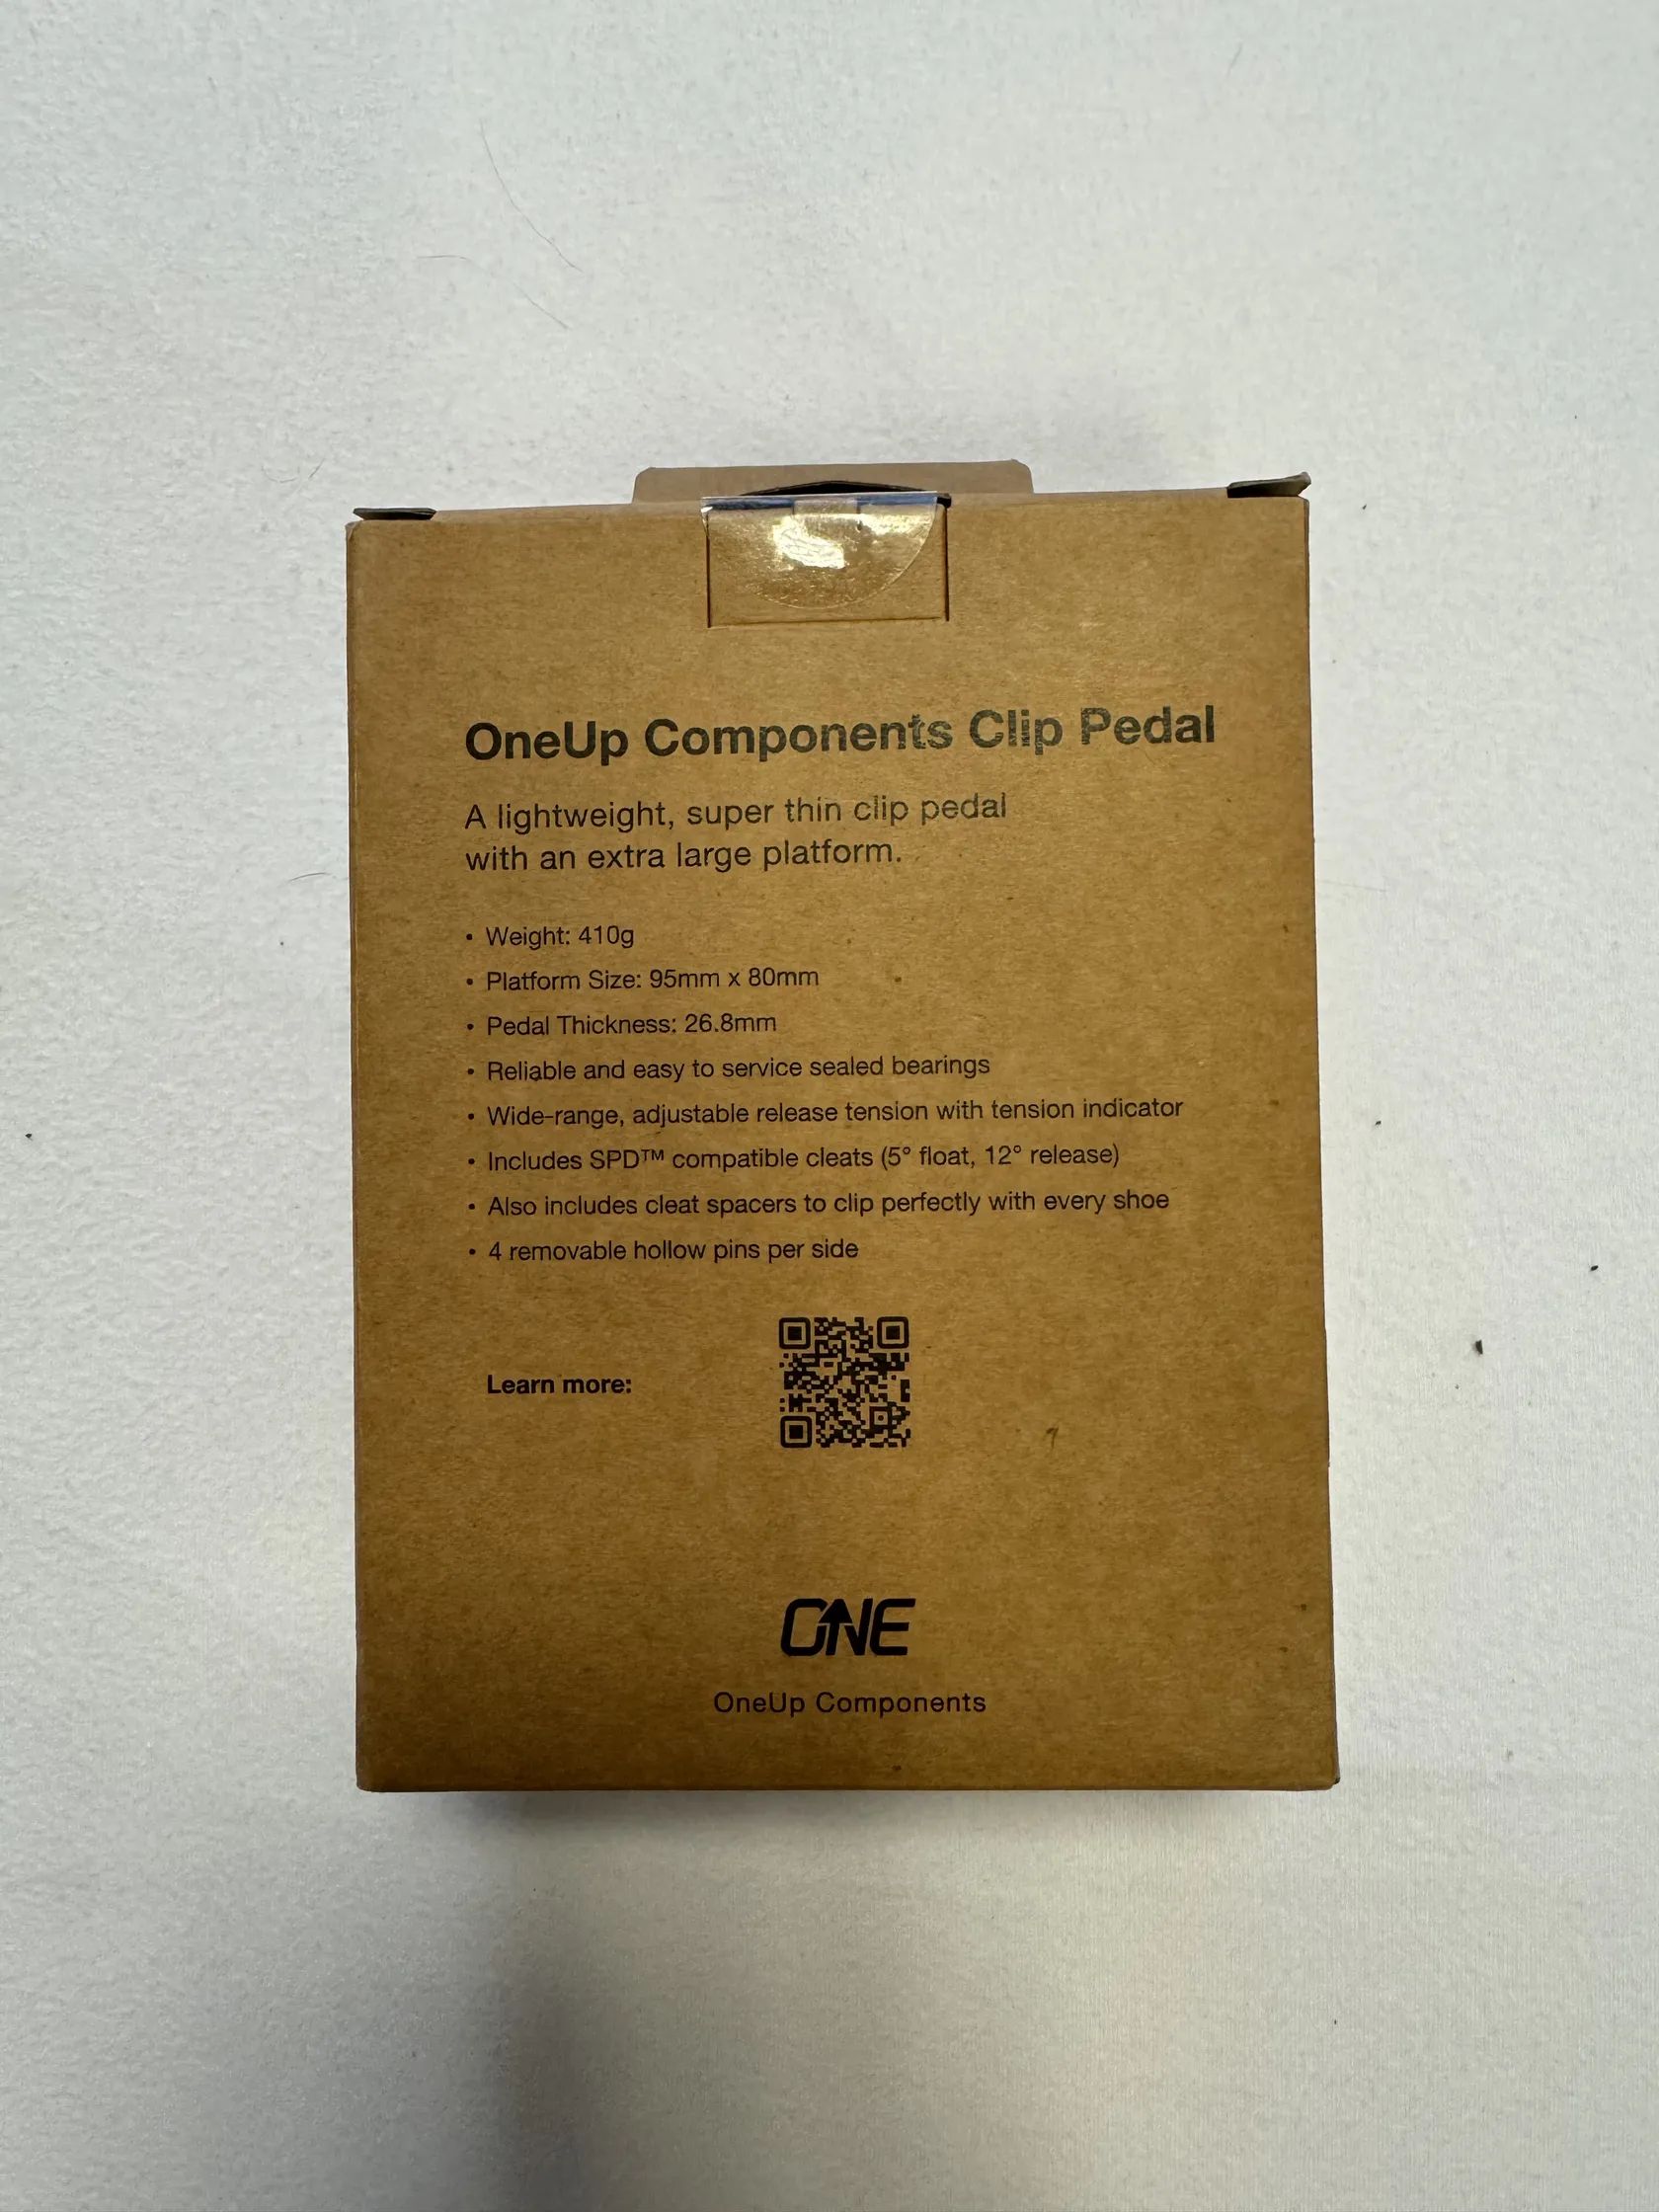 OneUp Components Clip Pedal
A lightweight, super thin clip pedal
with an extra large platform.
• Weight: 410g
• Platform Size: 95mm x 80mm
• Pedal Thickness: 26.8mm
• Reliable and easy to service sealed bearings
• Wide-range, adjustable release tension with tension indicator
• Includes SPD™ compatible cleats (5° float, 12° release)
• Also includes cleat spacers to clip perfectly with every shoe
• 4 removable hollow pins per side
Learn more:
ONE
OneUp Components